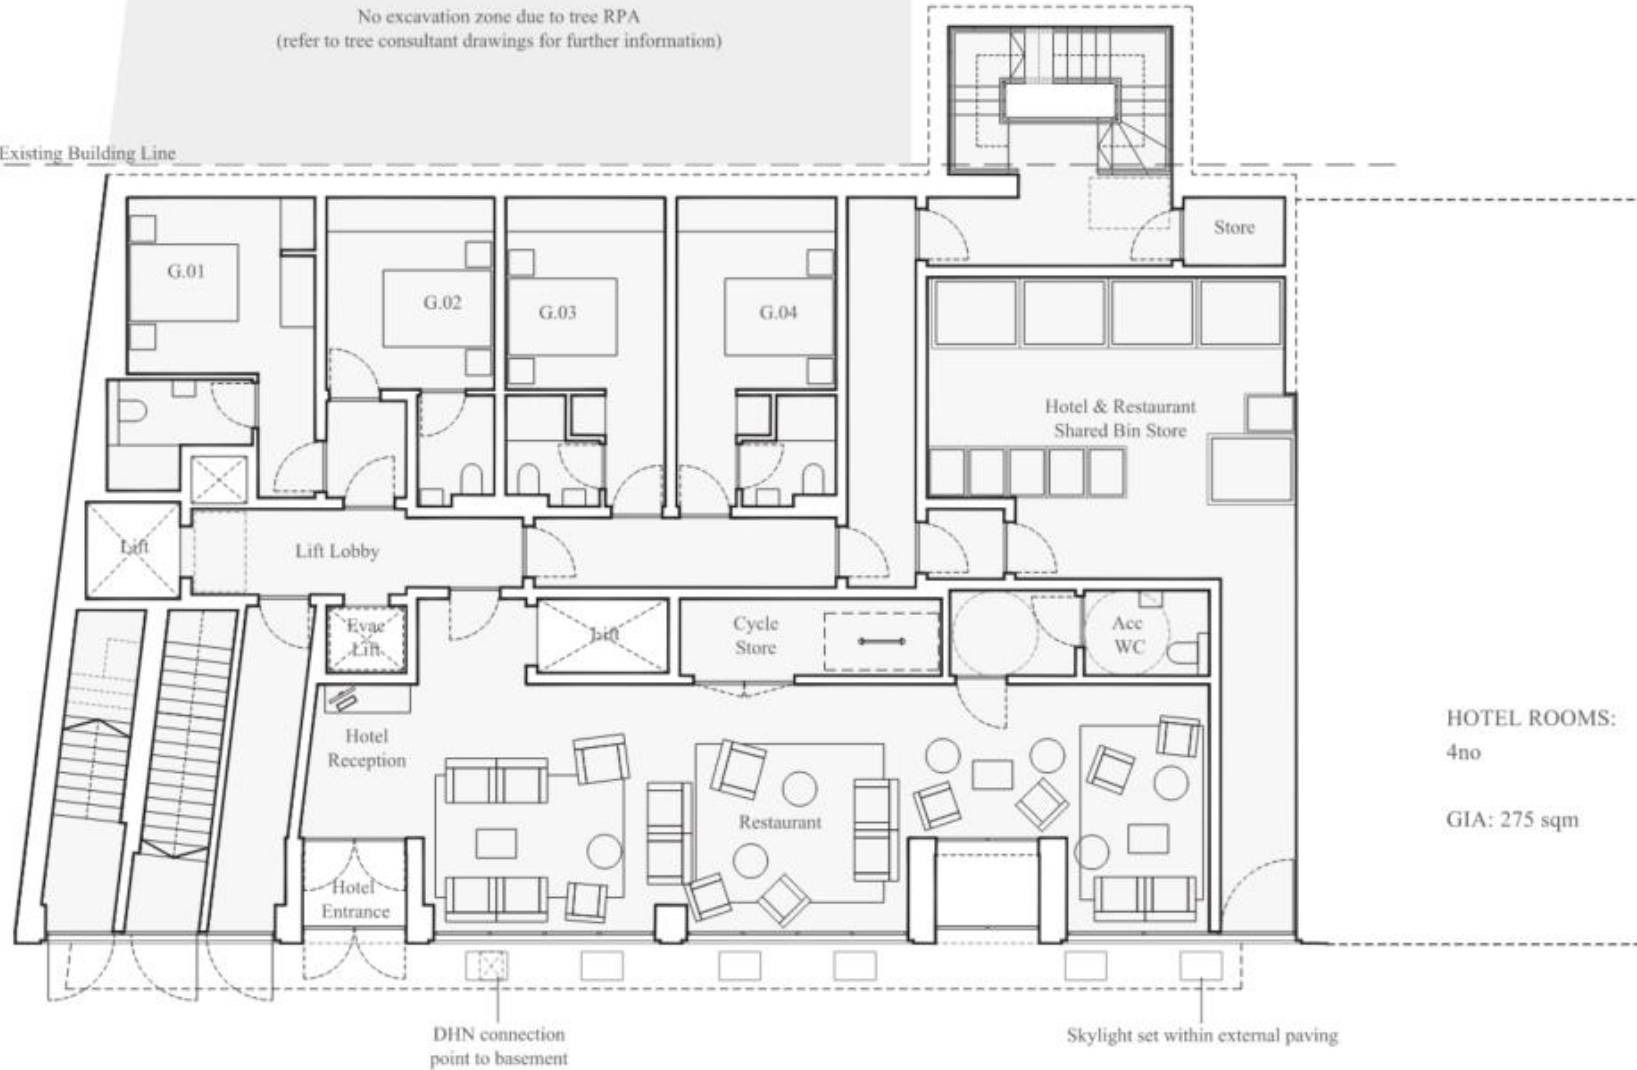 No excavation zone due to tree RPA
(refer to tree consultant drawings for further information)
Existing Building Line
Store
G.01
G.02
G.03
G.04
Hotel & Restaurant
Shared Bin Store
Lift
Lift Lobby
Evac
Lift
Lift
Cycle
Store
Acc
WC
Hotel
Reception
Restaurant
Hotel
Entrance
HOTEL ROOMS:
4no
GIA: 275 sqm
DHN connection
point to basement
Skylight set within external paving